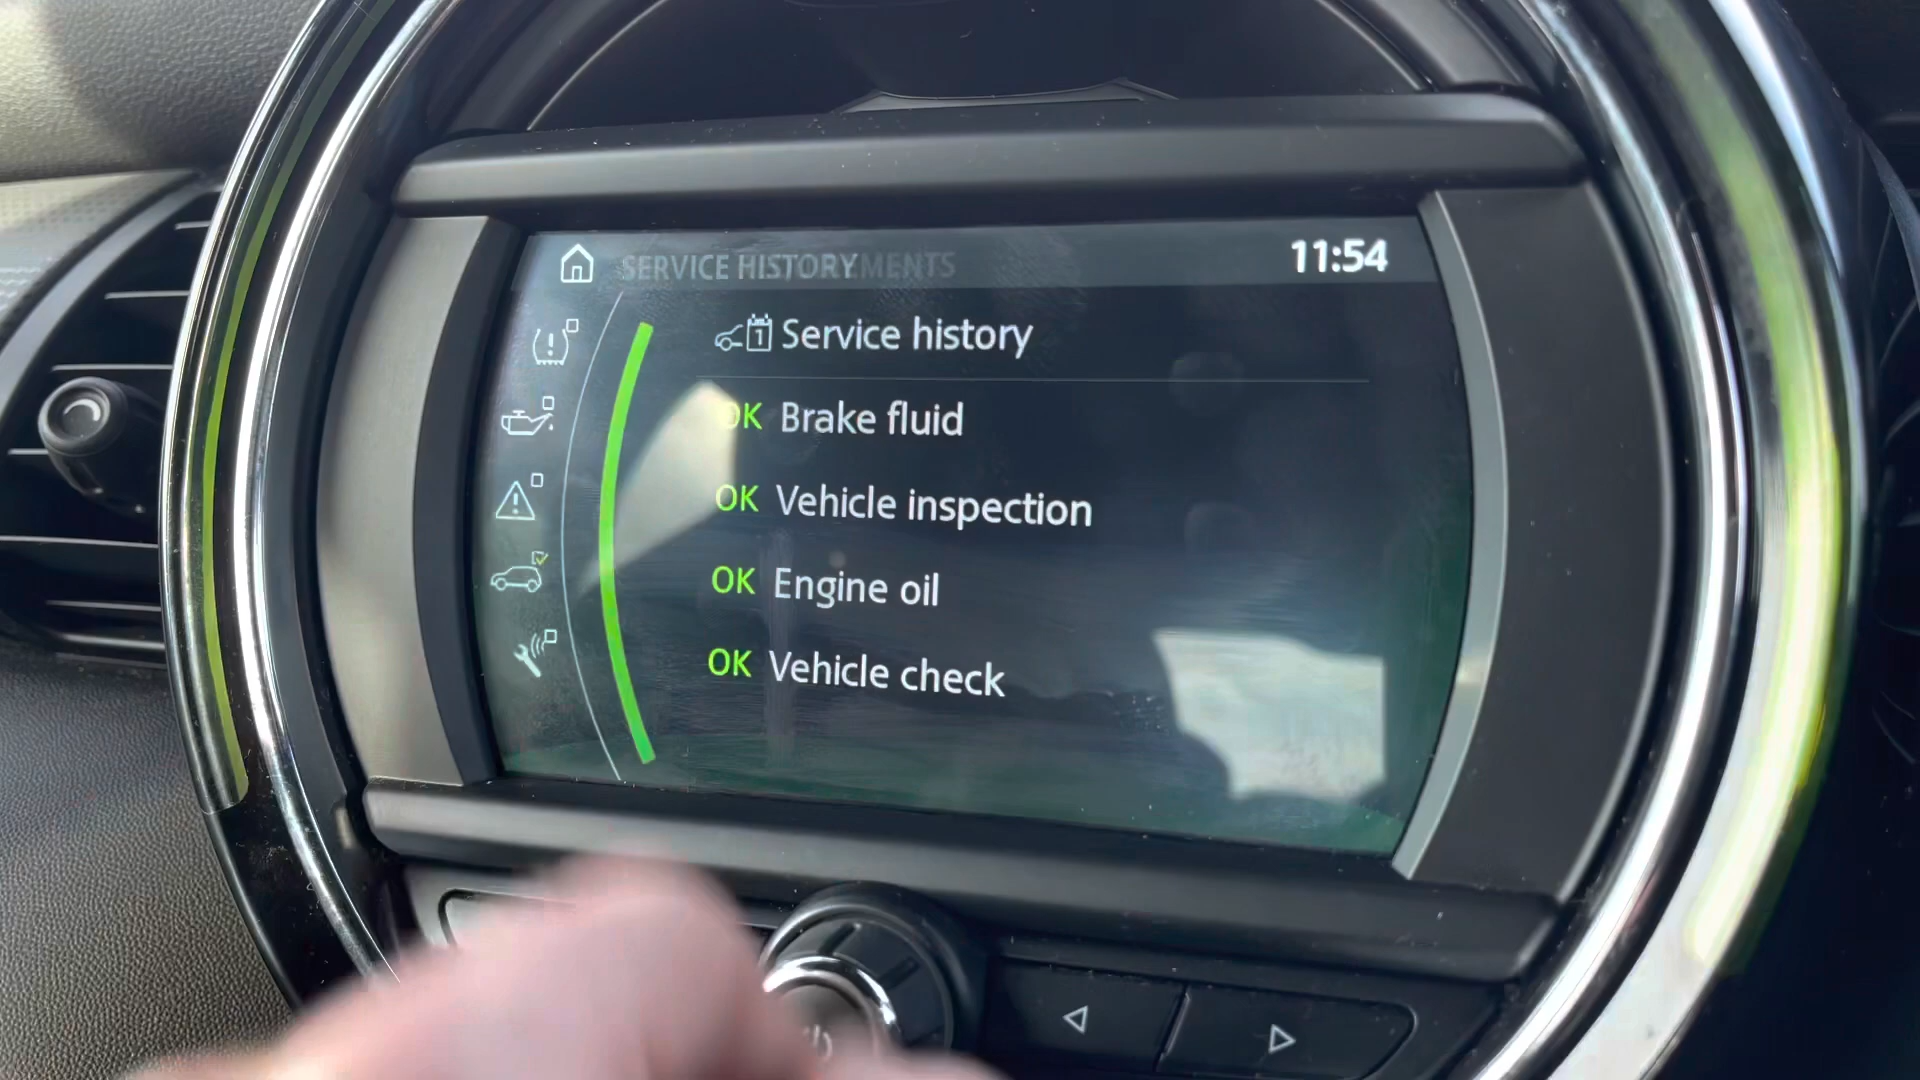 SERVICE HISTORY
11:54
Service history
OK Brake fluid
OK Vehicle inspection
OK Engine oil
OK Vehicle check